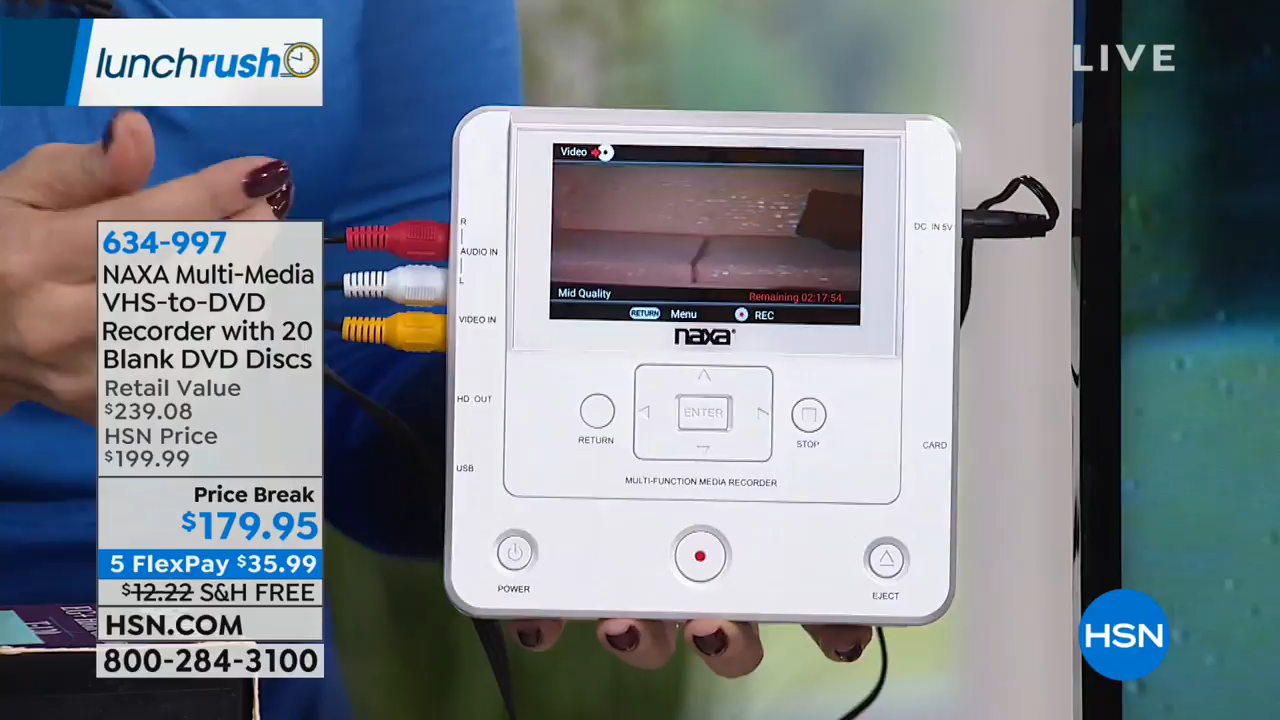 lunchrush
LIVE
634-997
NAXA Multi-Media
VHS-to-DVD
Recorder with 20
Blank DVD Discs
Retail Value
$239.08
HSN Price
$199.99
Price Break
$179.95
5 FlexPay $35.99
$12.22 S&H FREE
HSN.COM
800-284-3100
Video
Mid Quality
Remaining 02:17:54
RETURN Menu
REC
naxa®
R
AUDIO IN
L
VIDEO IN
HD OUT
USB
DC IN 5V
CARD
ENTER
RETURN
STOP
MULTI-FUNCTION MEDIA RECORDER
POWER
EJECT
HSN